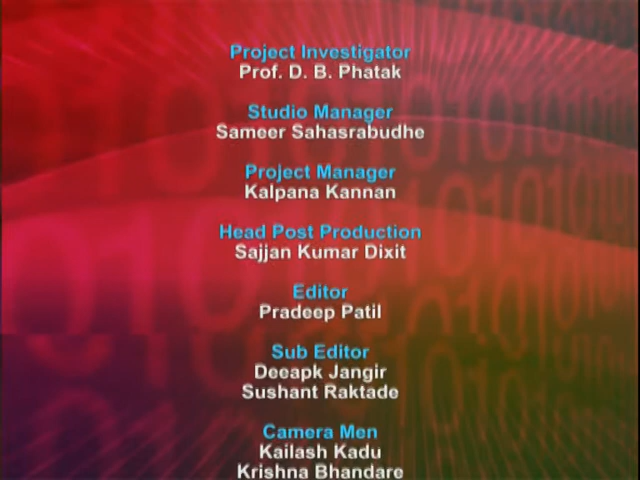 Project Investigator
Prof. D. B. Phatak
Studio Manager
Sameer Sahasrabudhe
Project Manager
Kalpana Kannan
Head Post Production
Sajjan Kumar Dixit
Editor
Pradeep Patil
Sub Editor
Deeapk Jangir
Sushant Raktade
Camera Men
Kailash Kadu
Krishna Bhandare